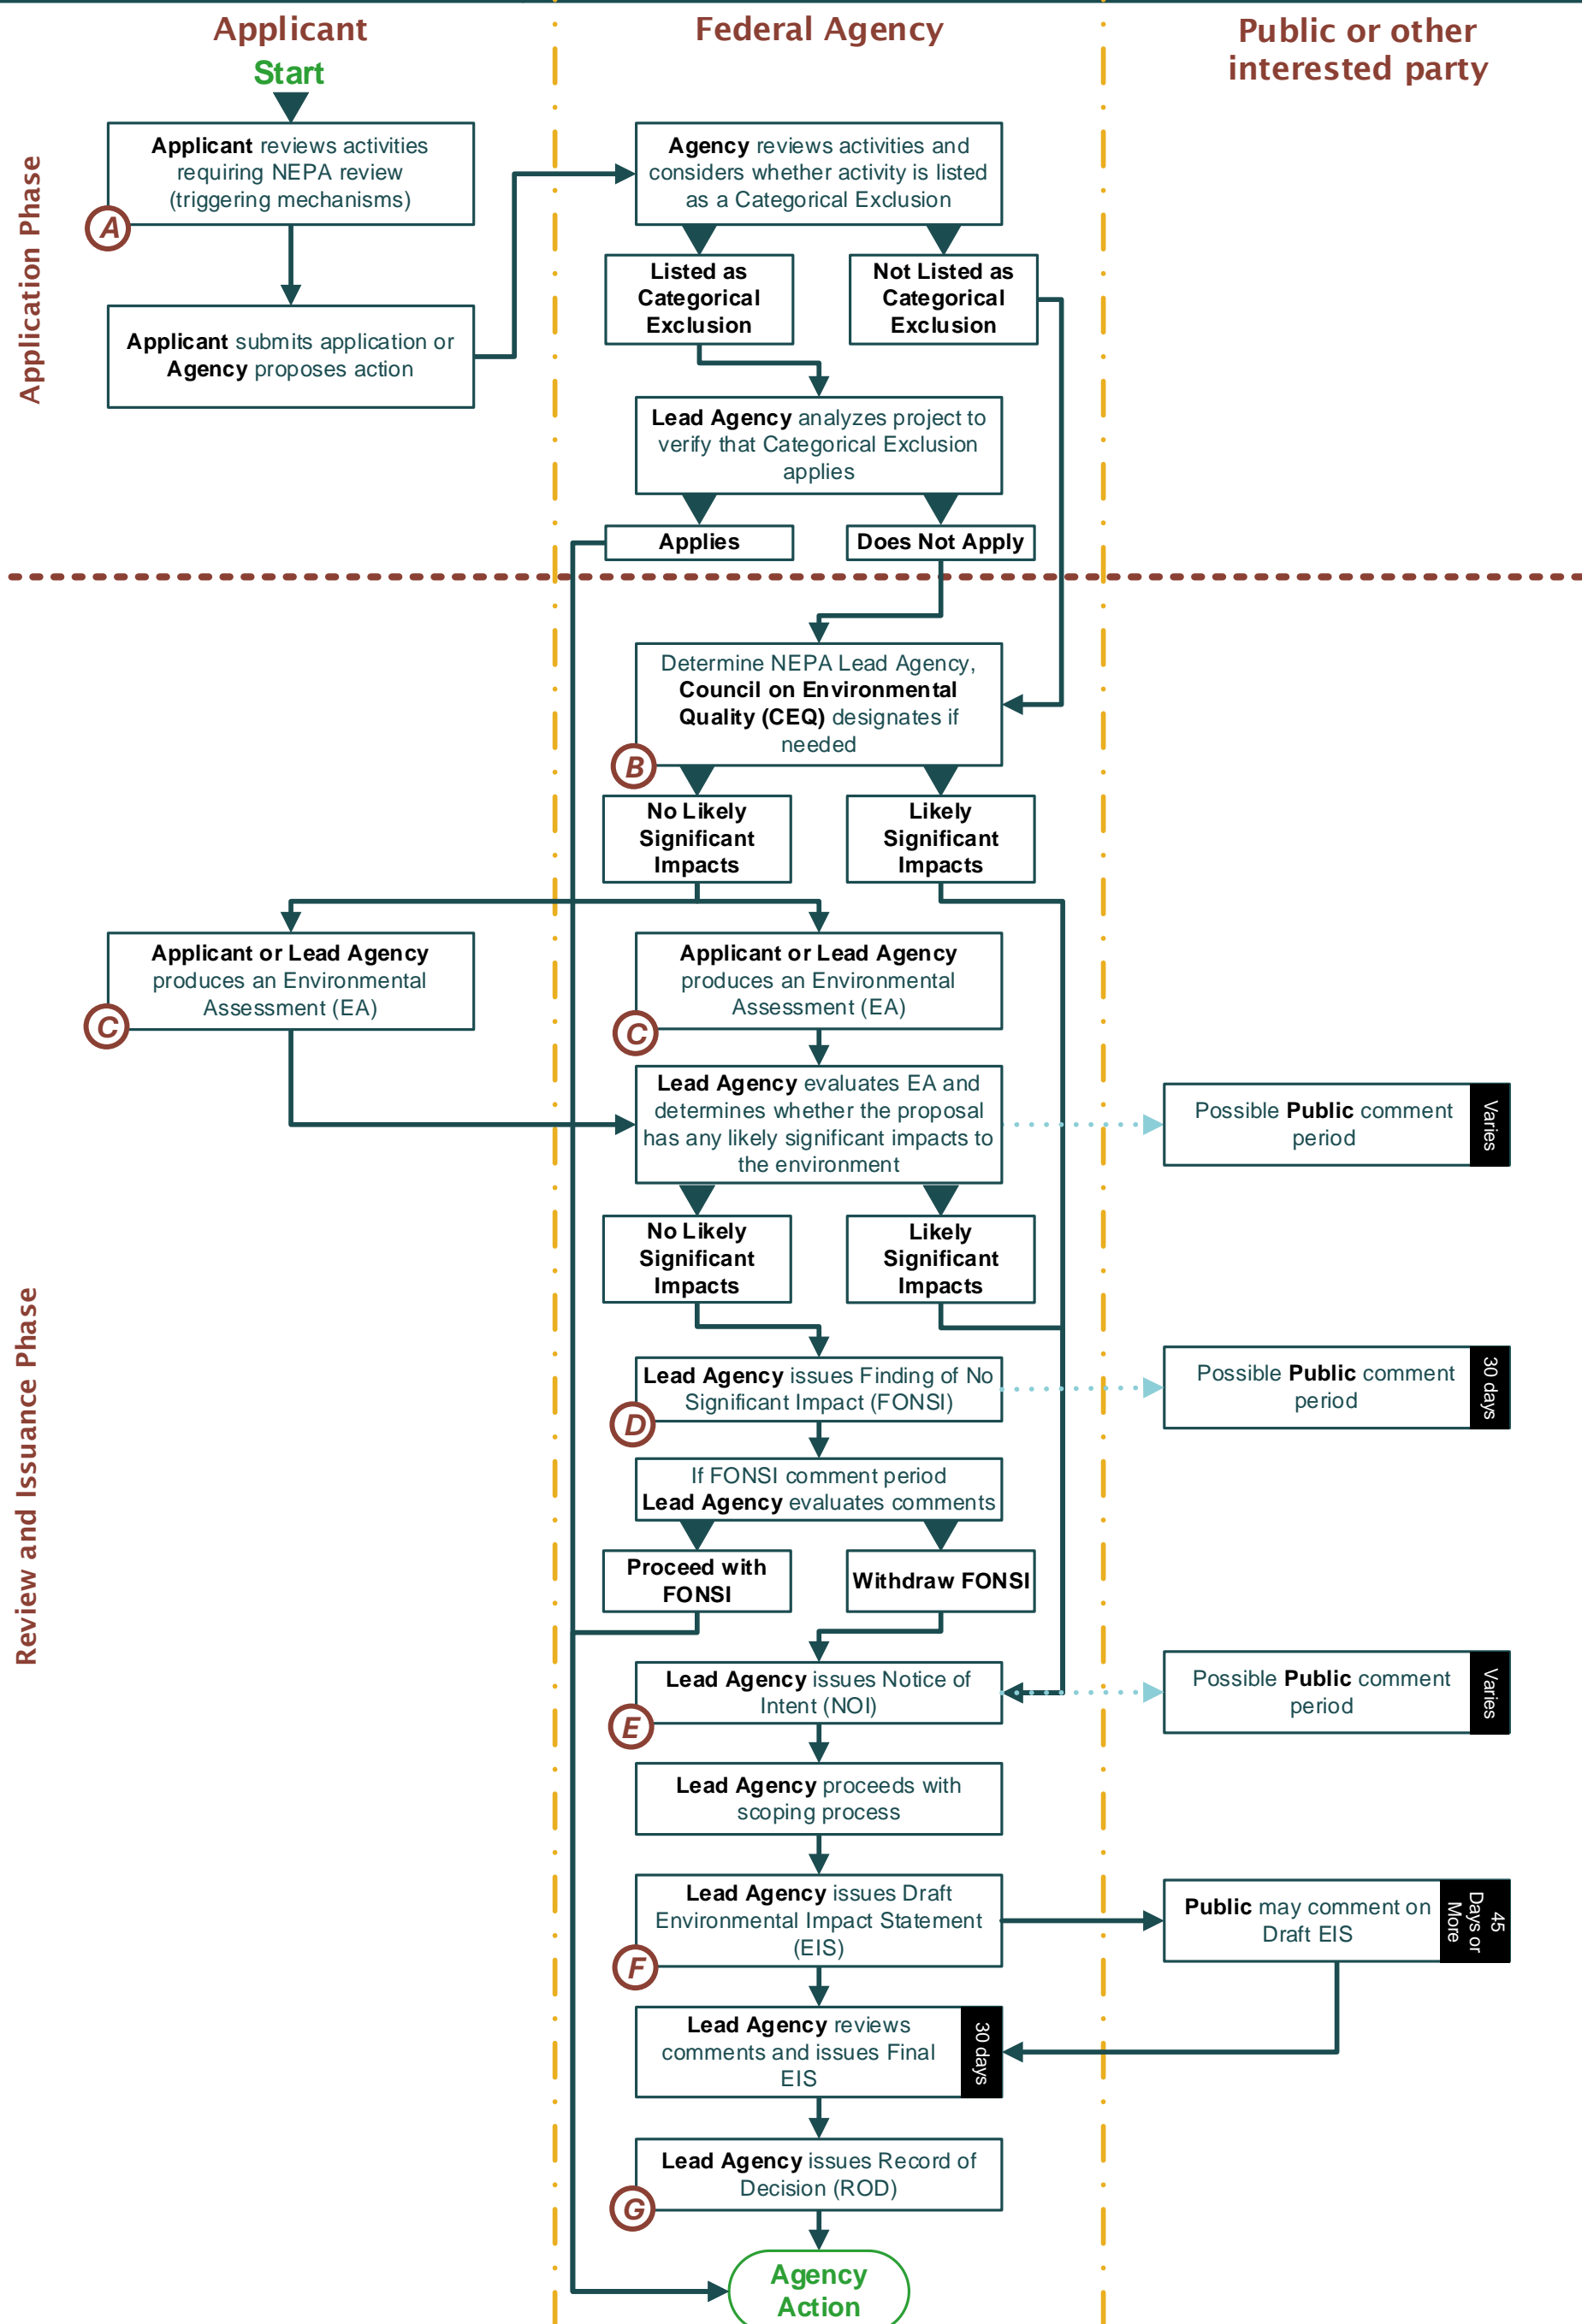 Applicant
Federal Agency
Public or other
interested party
Start
Application Phase
Applicant reviews activities
requiring NEPA review
(triggering mechanisms)
A
Applicant submits application or
Agency proposes action
Agency reviews activities and
considers whether activity is listed
as a Categorical Exclusion
Listed as
Categorical
Exclusion
Not Listed as
Categorical
Exclusion
Lead Agency analyzes project to
verify that Categorical Exclusion
applies
Applies
Does Not Apply
Review and Issuance Phase
Determine NEPA Lead Agency,
Council on Environmental
Quality (CEQ) designates if
needed
B
No Likely
Significant
Impacts
Likely
Significant
Impacts
Applicant or Lead Agency
produces an Environmental
Assessment (EA)
C
Applicant or Lead Agency
produces an Environmental
Assessment (EA)
C
Lead Agency evaluates EA and
determines whether the proposal
has any likely significant impacts to
the environment
Possible Public comment
period
Varies
No Likely
Significant
Impacts
Likely
Significant
Impacts
Lead Agency issues Finding of No
Significant Impact (FONSI)
D
Possible Public comment
period
30 days
If FONSI comment period
Lead Agency evaluates comments
Proceed with
FONSI
Withdraw FONSI
Lead Agency issues Notice of
Intent (NOI)
E
Possible Public comment
period
Varies
Lead Agency proceeds with
scoping process
Lead Agency issues Draft
Environmental Impact Statement
(EIS)
F
Public may comment on
Draft EIS
45
Days or
More
Lead Agency reviews
comments and issues Final
EIS
30 days
Lead Agency issues Record of
Decision (ROD)
G
Agency
Action